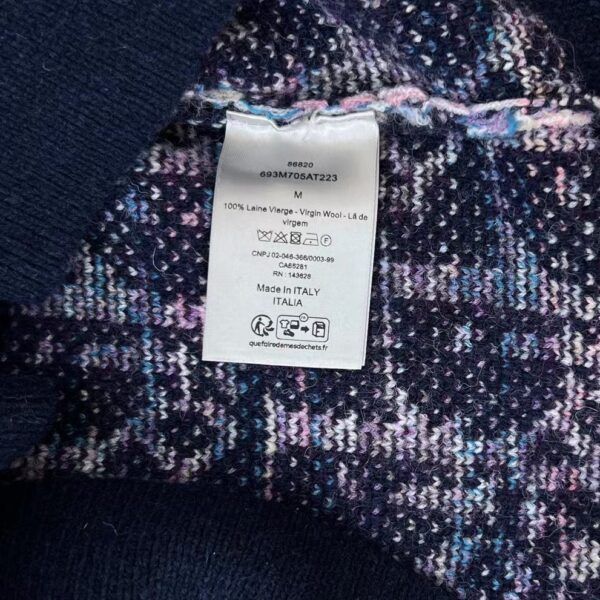 86820
693M705AT223
M
100% Laine Vierge - Virgin Wool - Lã de
virgem
CNPJ 02-046-366/0003-99
CA65281
RN : 143628
Made In ITALY
ITALIA
quefairedemesdechets.fr